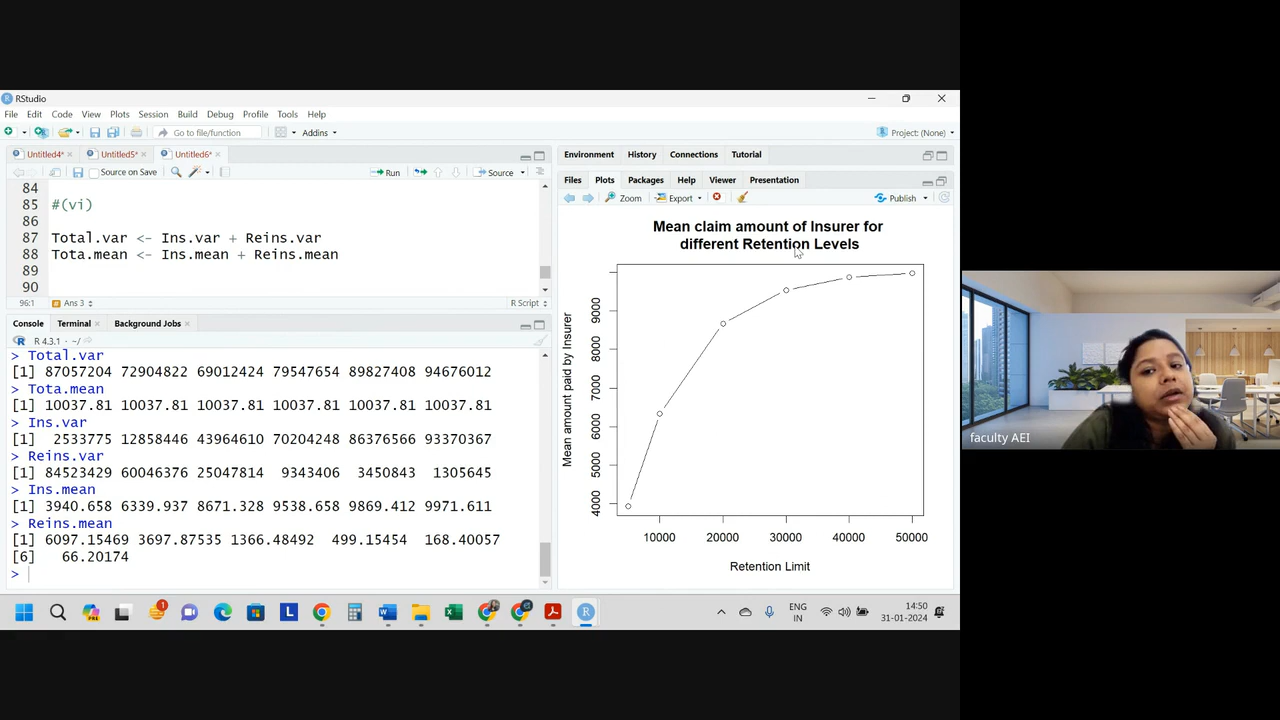 RStudio
File Edit Code View Plots Session Build Debug Profile Tools Help
Go to file/function Addins Project: (None)
Untitled4* Untitled5* Untitled6*
Source on Save Run Source
84
85 #(vi)
86
87 Total.var <- Ins.var + Reins.var
88 Tota.mean <- Ins.mean + Reins.mean
89
90
96:1 Ans 3 R Script
Console Terminal Background Jobs
R 4.3.1 · ~/
> Total.var
[1] 87057204 72904822 69012424 79547654 89827408 94676012
> Tota.mean
[1] 10037.81 10037.81 10037.81 10037.81 10037.81 10037.81
> Ins.var
[1] 2533775 12858446 43964610 70204248 86376566 93370367
> Reins.var
[1] 84523429 60046376 25047814 9343406 3450843 1305645
> Ins.mean
[1] 3940.658 6339.937 8671.328 9538.658 9869.412 9971.611
> Reins.mean
[1] 6097.15469 3697.87535 1366.48492 499.15454 168.40057
[6] 66.20174
>
Environment History Connections Tutorial
Files Plots Packages Help Viewer Presentation
Zoom Export Publish
Mean claim amount of Insurer for
different Retention Levels
Mean amount paid by Insurer
9000
8000
7000
6000
5000
4000
10000 20000 30000 40000 50000
Retention Limit
faculty AEI
1
PRE
L
ENG
IN
14:50
31-01-2024